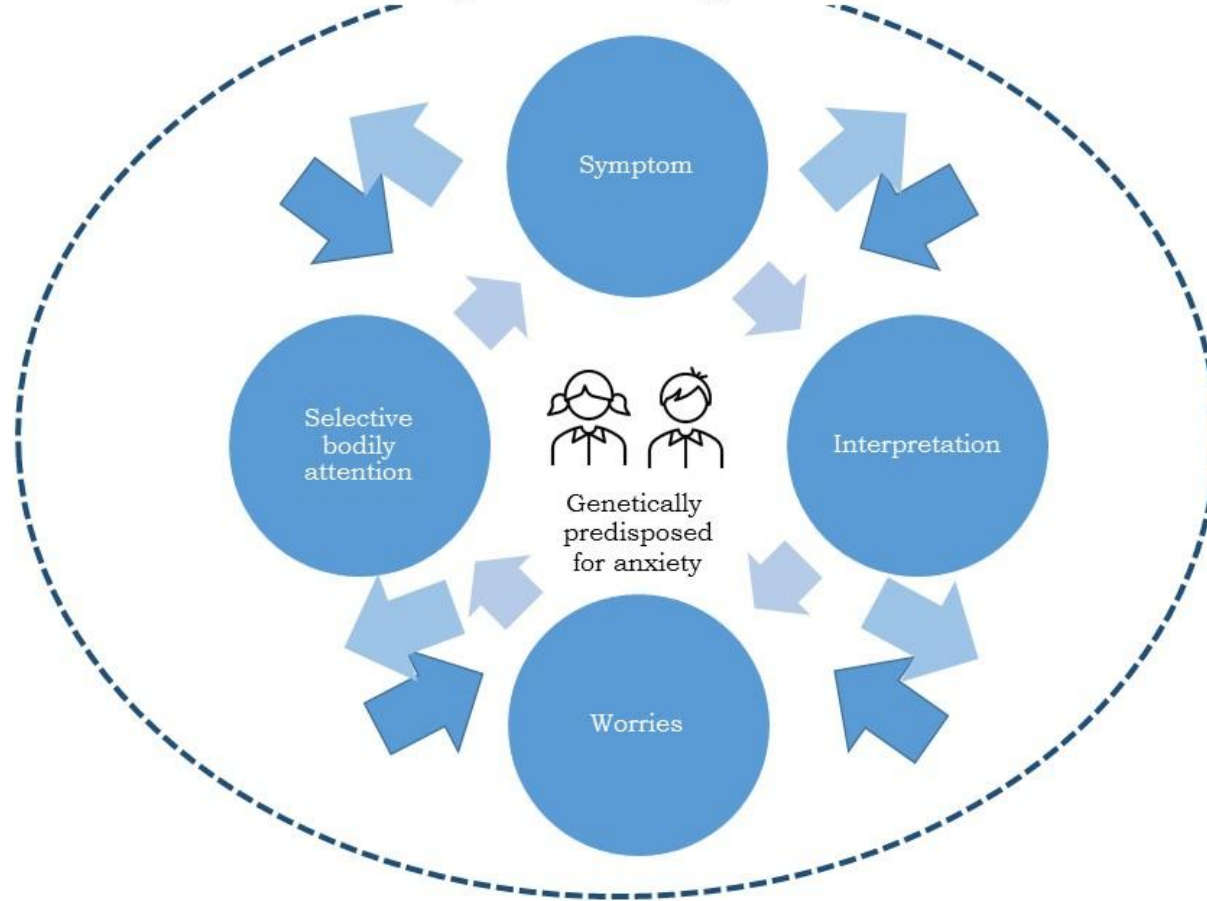 Symptom
Selective
bodily
attention
Interpretation
Genetically
predisposed
for anxiety
Worries